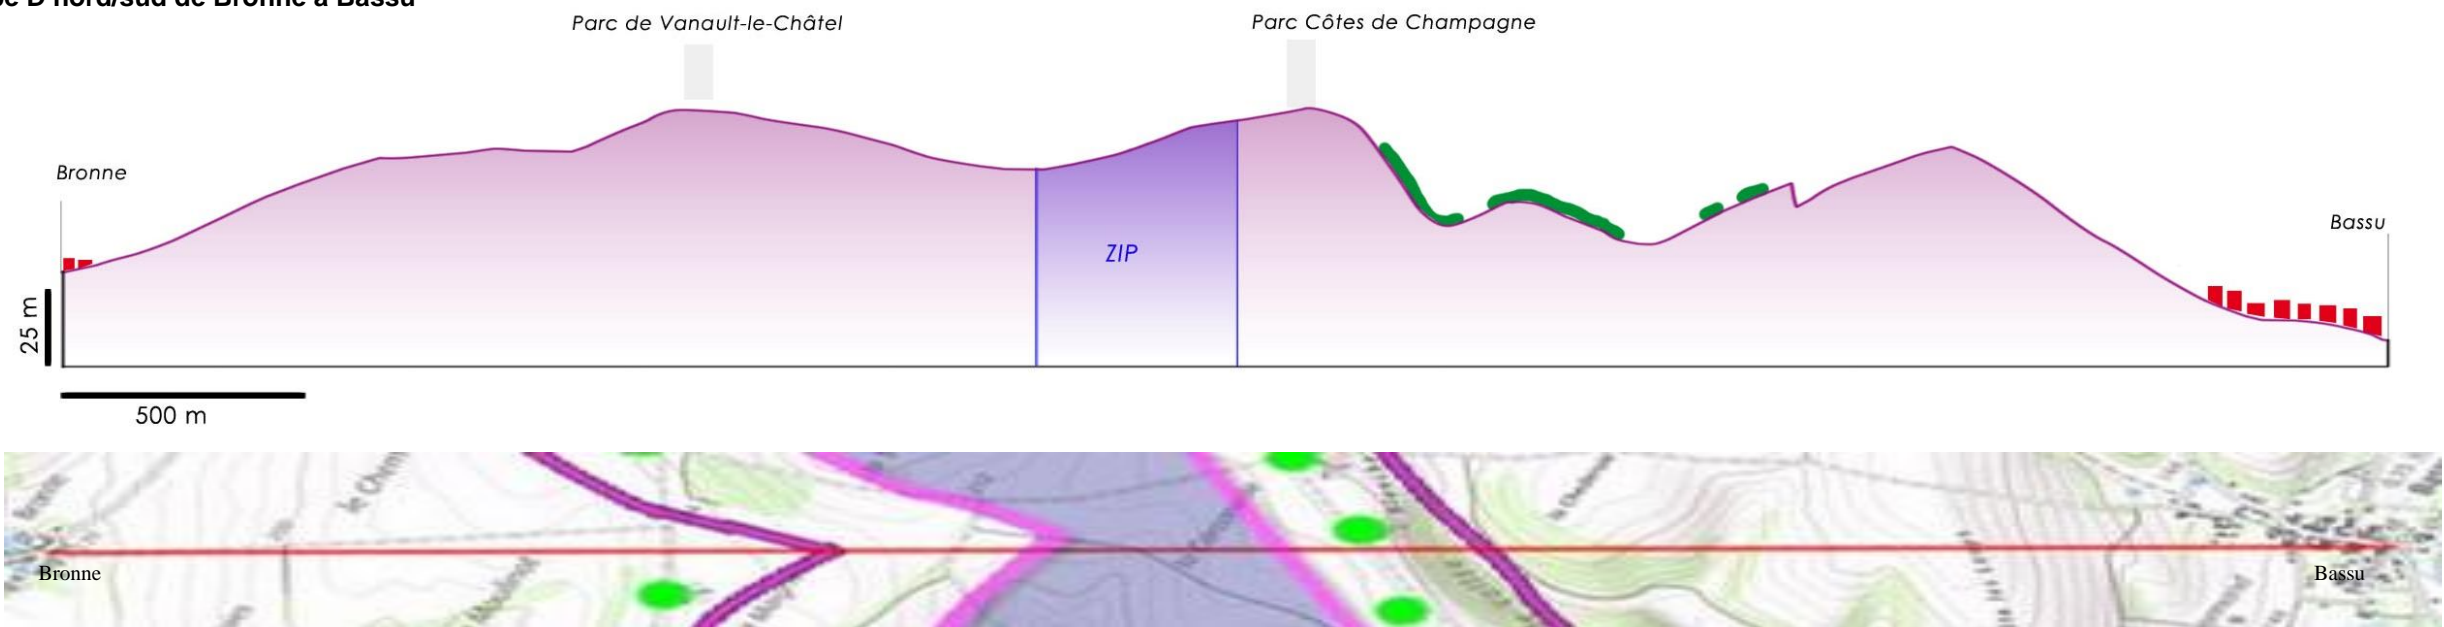 e D nord/sud de Bronne à Bassu
Parc de Vanault-le-Châtel
Parc Côtes de Champagne
Bronne
Bassu
ZIP
25 m
500 m
Bronne
Bronne
Bassu